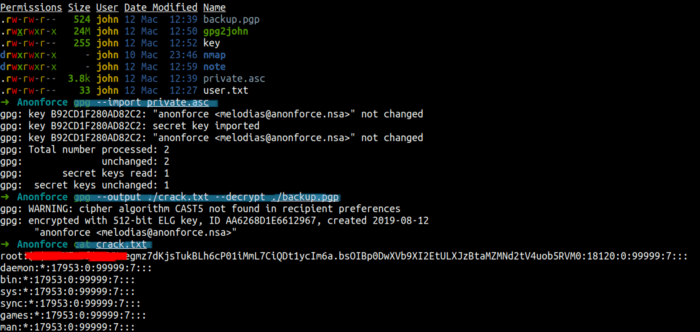 Permissions Size User Date Modified Name
.rw-rw-r-- 524 john 12 Mac 12:39 backup.pgp
.rwxrwxr-x 24M john 12 Mac 12:50 gpg2john
.rw-rw-r-- 255 john 12 Mac 12:52 key
drwxrwxr-x - john 10 Mac 23:46 nmap
drwxrwxr-x - john 12 Mac 12:59 note
.rw-rw-r-- 3.8k john 12 Mac 12:39 private.asc
.rw-rw-r-- 33 john 12 Mac 12:27 user.txt
→ Anonforce gpg --import private.asc
gpg: key B92CD1F280AD82C2: "anonforce <melodias@anonforce.nsa>" not changed
gpg: key B92CD1F280AD82C2: secret key imported
gpg: key B92CD1F280AD82C2: "anonforce <melodias@anonforce.nsa>" not changed
gpg: Total number processed: 2
gpg: unchanged: 2
gpg: secret keys read: 1
gpg: secret keys unchanged: 1
→ Anonforce gpg --output ./crack.txt --decrypt ./backup.pgp
gpg: WARNING: cipher algorithm CAST5 not found in recipient preferences
gpg: encrypted with 512-bit ELG key, ID AA6268D1E6612967, created 2019-08-12
"anonforce <melodias@anonforce.nsa>"
→ Anonforce cat crack.txt
root: egmz7dKjsTukBLh6cP01iMmL7CiQDt1ycIm6a.bsOIBp0DwXVb9XI2EtULXJzBtaMZMNd2tV4uob5RVM0:18120:0:99999:7:::
daemon:*:17953:0:99999:7:::
bin:*:17953:0:99999:7:::
sys:*:17953:0:99999:7:::
sync:*:17953:0:99999:7:::
games:*:17953:0:99999:7:::
man:*:17953:0:99999:7:::